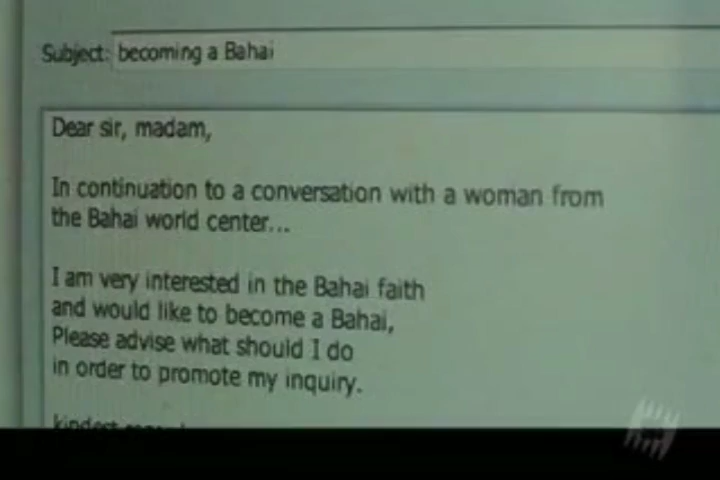 Subject: becoming a Bahai
Dear sir, madam,
In continuation to a conversation with a woman from
the Bahai world center...
I am very interested in the Bahai faith
and would like to become a Bahai,
Please advise what should I do
in order to promote my inquiry.
kindest